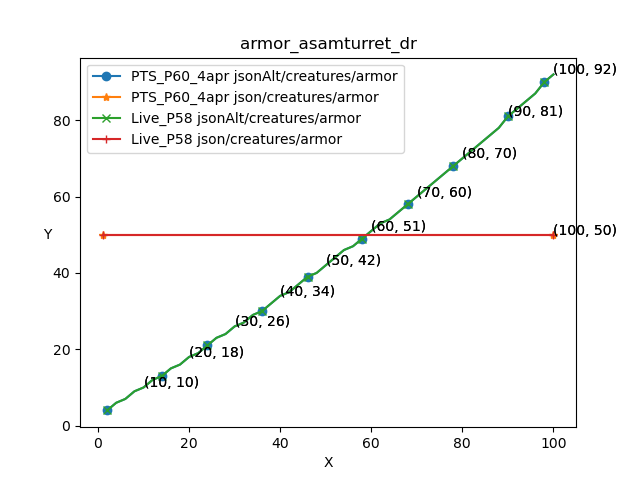 armor_asamturret_dr
PTS_P60_4apr jsonAlt/creatures/armor
PTS_P60_4apr json/creatures/armor
Live_P58 jsonAlt/creatures/armor
Live_P58 json/creatures/armor
(100, 92)
(90, 81)
(80, 70)
(70, 60)
(60, 51)
(100, 50)
(50, 42)
(40, 34)
(30, 26)
(20, 18)
(10, 10)
80
60
40
20
0
Y
0 20 40 60 80 100
X